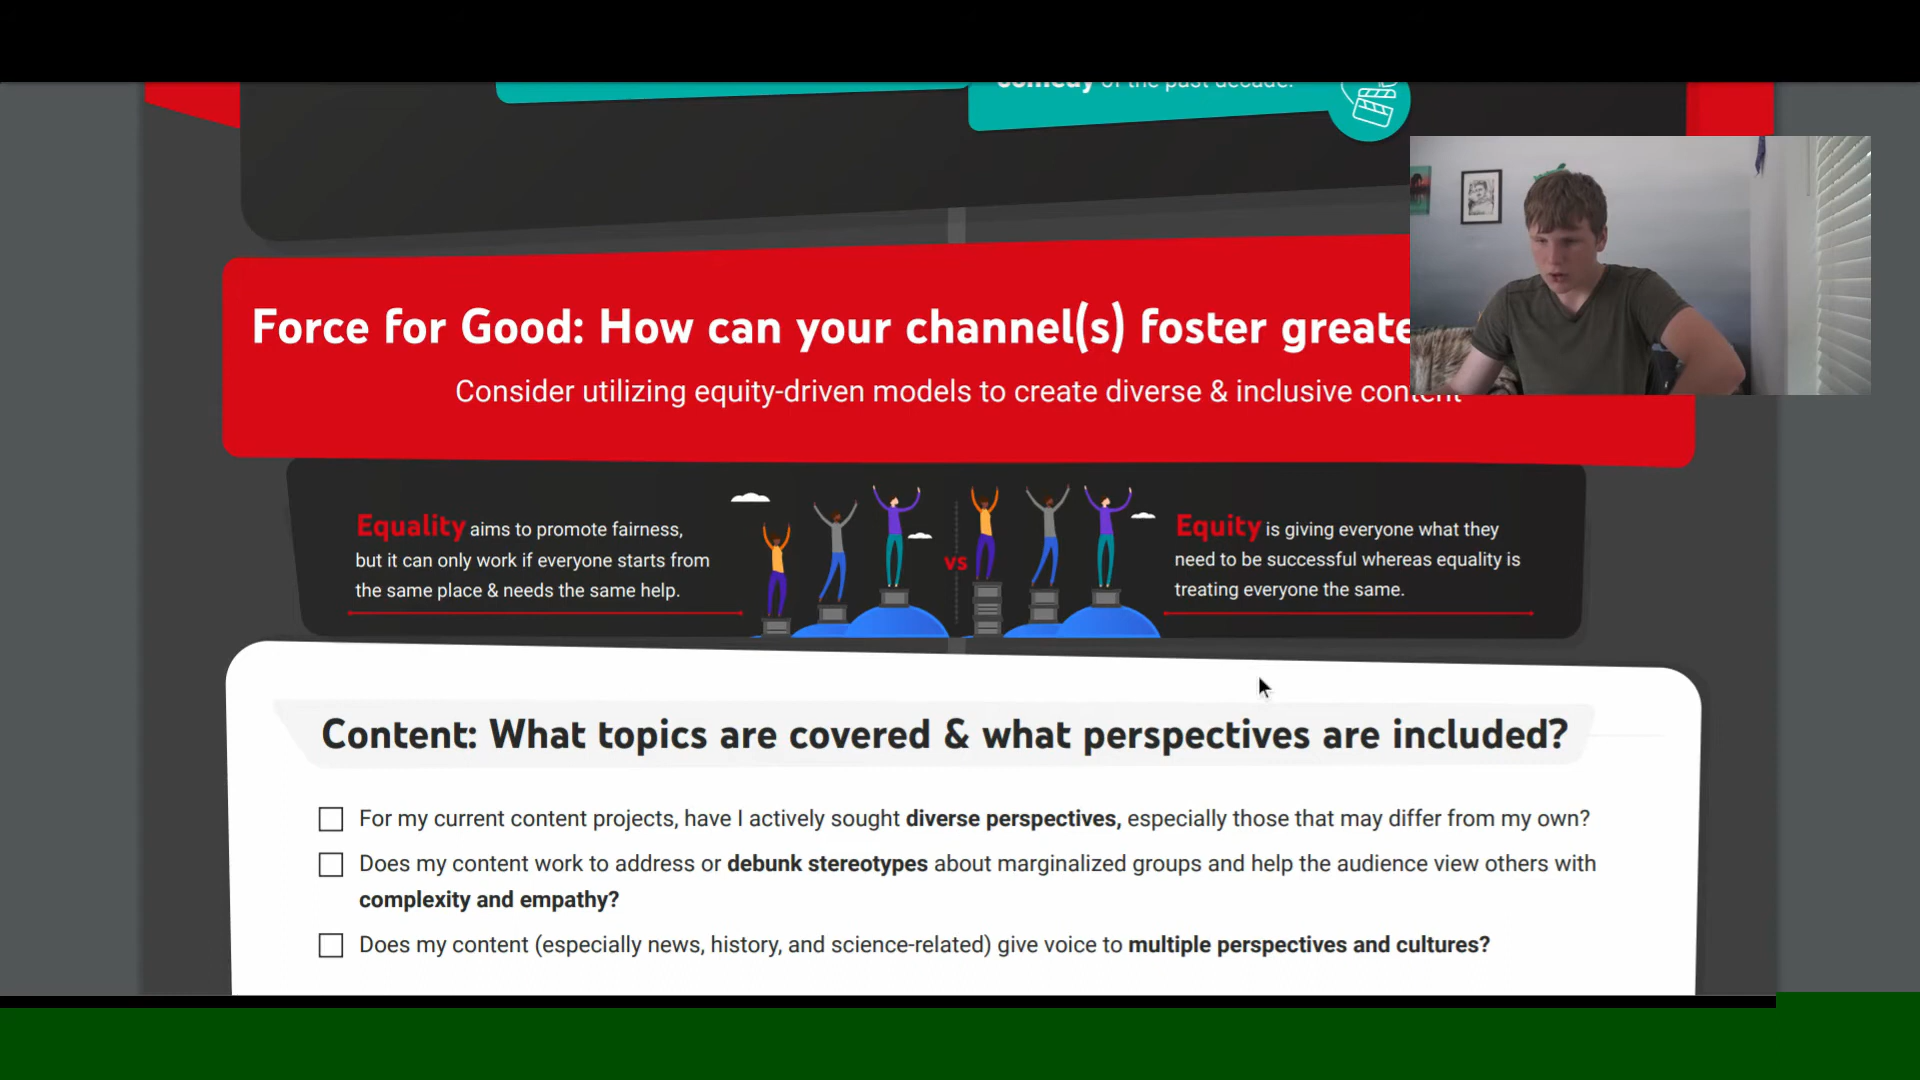 comedy of the past decade.
Force for Good: How can your channel(s) foster greate
Consider utilizing equity-driven models to create diverse & inclusive content
Equality aims to promote fairness,
but it can only work if everyone starts from
the same place & needs the same help.
vs
Equity is giving everyone what they
need to be successful whereas equality is
treating everyone the same.
Content: What topics are covered & what perspectives are included?
For my current content projects, have I actively sought diverse perspectives, especially those that may differ from my own?
Does my content work to address or debunk stereotypes about marginalized groups and help the audience view others with
complexity and empathy?
Does my content (especially news, history, and science-related) give voice to multiple perspectives and cultures?